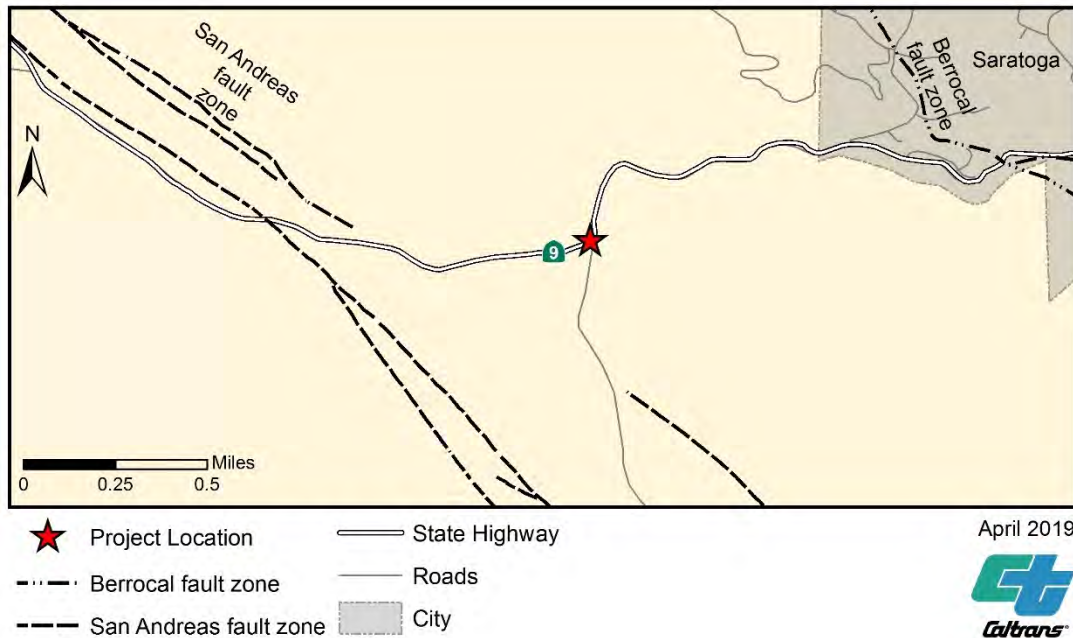 San Andreas
fault
zone
Berrocal
fault zone
Saratoga
N
9
Miles
0 0.25 0.5
Project Location
State Highway
April 2019
Berrocal fault zone
Roads
San Andreas fault zone
City
Caltrans